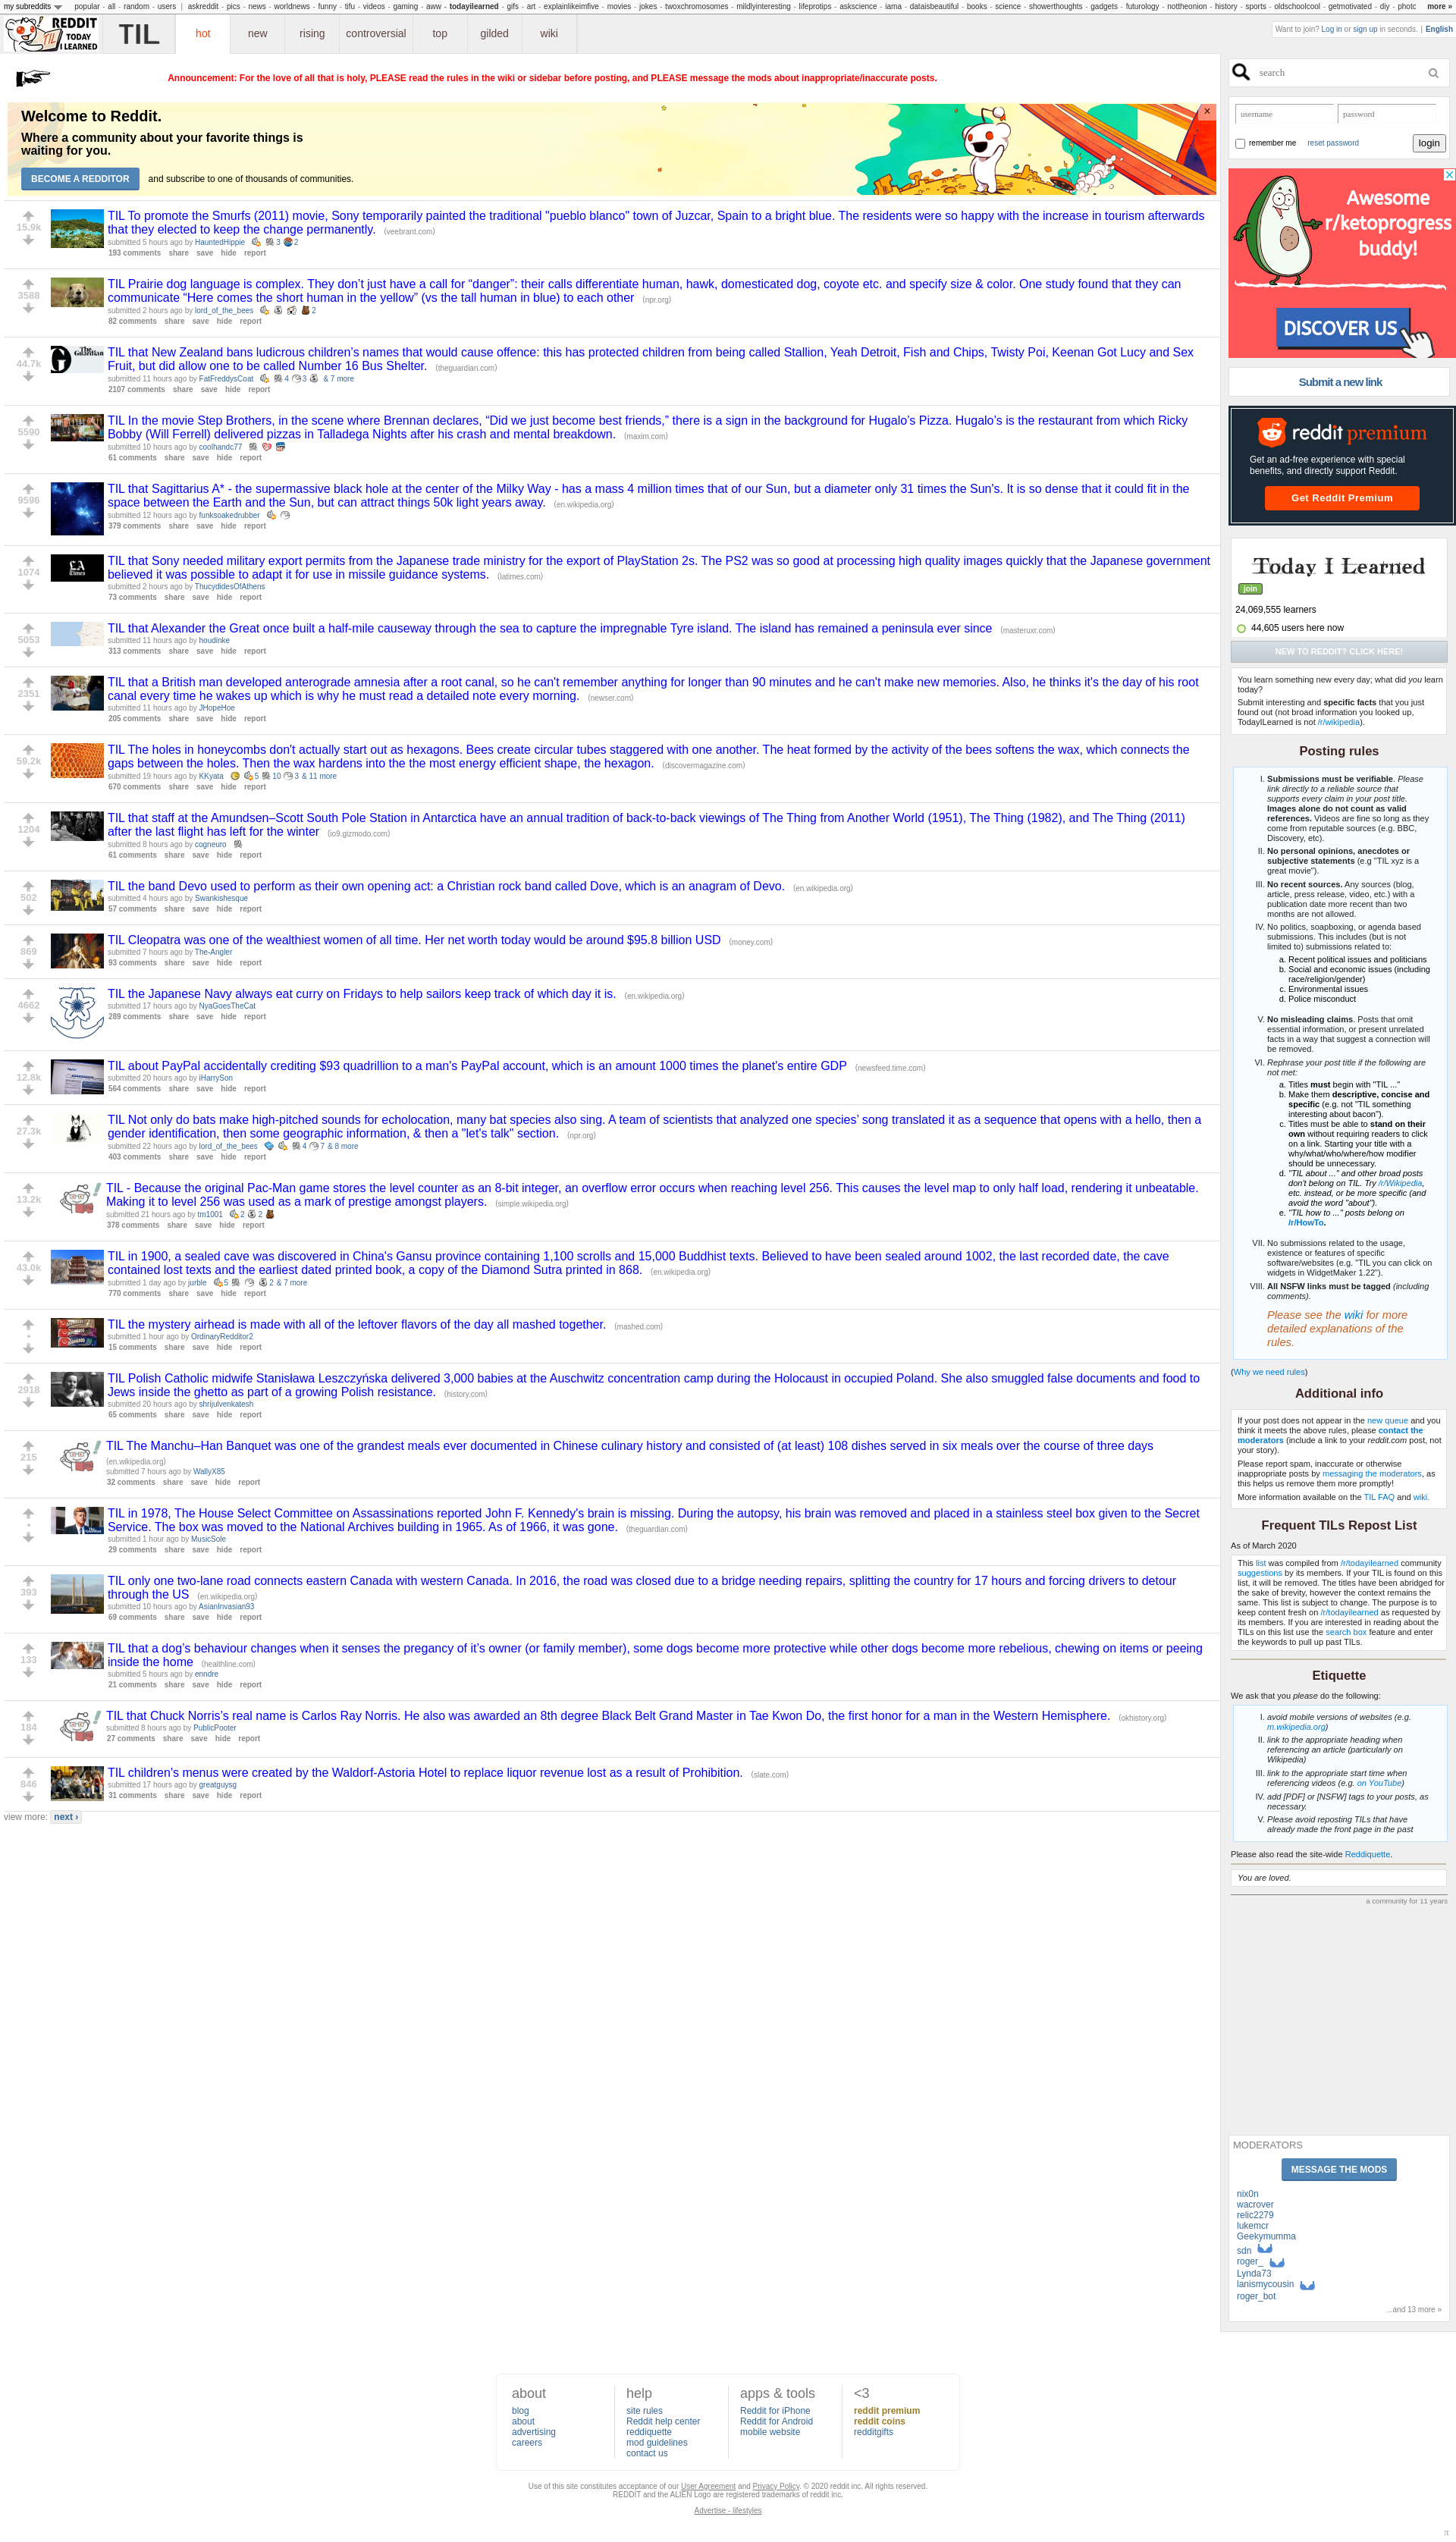 my subreddits popular - all - random - users | askreddit - pics - news - worldnews - funny - tifu - videos - gaming - aww - todayilearned - gifs - art - explainlikeimfive - movies - jokes - twoxchromosomes - mildlyinteresting - lifeprotips - askscience - iama - dataisbeautiful - books - science - showerthoughts - gadgets - futurology - nottheonion - history - sports - oldschoolcool - getmotivated - diy - photc more »
REDDIT TODAY I LEARNED
TIL hot new rising controversial top gilded wiki
Want to join? Log in or sign up in seconds. | English
Announcement: For the love of all that is holy, PLEASE read the rules in the wiki or sidebar before posting, and PLEASE message the mods about inappropriate/inaccurate posts.
Welcome to Reddit.
Where a community about your favorite things is
waiting for you.
BECOME A REDDITOR and subscribe to one of thousands of communities.
15.9k
TIL To promote the Smurfs (2011) movie, Sony temporarily painted the traditional "pueblo blanco" town of Juzcar, Spain to a bright blue. The residents were so happy with the increase in tourism afterwards
that they elected to keep the change permanently. (veebrant.com)
submitted 5 hours ago by HauntedHippie 3 2
193 comments share save hide report
3588
TIL Prairie dog language is complex. They don’t just have a call for “danger”: their calls differentiate human, hawk, domesticated dog, coyote etc. and specify size & color. One study found that they can
communicate “Here comes the short human in the yellow” (vs the tall human in blue) to each other (npr.org)
submitted 2 hours ago by lord_of_the_bees 2
82 comments share save hide report
44.7k
The Guardian
TIL that New Zealand bans ludicrous children's names that would cause offence: this has protected children from being called Stallion, Yeah Detroit, Fish and Chips, Twisty Poi, Keenan Got Lucy and Sex
Fruit, but did allow one to be called Number 16 Bus Shelter. (theguardian.com)
submitted 11 hours ago by FatFreddysCoat 4 3 & 7 more
2107 comments share save hide report
5590
TIL In the movie Step Brothers, in the scene where Brennan declares, “Did we just become best friends,” there is a sign in the background for Hugalo’s Pizza. Hugalo’s is the restaurant from which Ricky
Bobby (Will Ferrell) delivered pizzas in Talladega Nights after his crash and mental breakdown. (maxim.com)
submitted 10 hours ago by coolhandc77
61 comments share save hide report
9596
TIL that Sagittarius A* - the supermassive black hole at the center of the Milky Way - has a mass 4 million times that of our Sun, but a diameter only 31 times the Sun's. It is so dense that it could fit in the
space between the Earth and the Sun, but can attract things 50k light years away. (en.wikipedia.org)
submitted 12 hours ago by funksoakedrubber
379 comments share save hide report
1074
LA Times
TIL that Sony needed military export permits from the Japanese trade ministry for the export of PlayStation 2s. The PS2 was so good at processing high quality images quickly that the Japanese government
believed it was possible to adapt it for use in missile guidance systems. (latimes.com)
submitted 2 hours ago by ThucydidesOfAthens
73 comments share save hide report
5053
TIL that Alexander the Great once built a half-mile causeway through the sea to capture the impregnable Tyre island. The island has remained a peninsula ever since (masteruxr.com)
submitted 11 hours ago by houdinke
313 comments share save hide report
2351
TIL that a British man developed anterograde amnesia after a root canal, so he can't remember anything for longer than 90 minutes and he can't make new memories. Also, he thinks it's the day of his root
canal every time he wakes up which is why he must read a detailed note every morning. (newser.com)
submitted 11 hours ago by JHopeHoe
205 comments share save hide report
59.2k
TIL The holes in honeycombs don't actually start out as hexagons. Bees create circular tubes staggered with one another. The heat formed by the activity of the bees softens the wax, which connects the
gaps between the holes. Then the wax hardens into the the most energy efficient shape, the hexagon. (discovermagazine.com)
submitted 19 hours ago by KKyata 5 10 3 & 11 more
670 comments share save hide report
1204
TIL that staff at the Amundsen–Scott South Pole Station in Antarctica have an annual tradition of back-to-back viewings of The Thing from Another World (1951), The Thing (1982), and The Thing (2011)
after the last flight has left for the winter (io9.gizmodo.com)
submitted 8 hours ago by cogneuro
61 comments share save hide report
502
TIL the band Devo used to perform as their own opening act: a Christian rock band called Dove, which is an anagram of Devo. (en.wikipedia.org)
submitted 4 hours ago by Swankishesque
57 comments share save hide report
869
TIL Cleopatra was one of the wealthiest women of all time. Her net worth today would be around $95.8 billion USD (money.com)
submitted 7 hours ago by The-Angler
93 comments share save hide report
4662
TIL the Japanese Navy always eat curry on Fridays to help sailors keep track of which day it is. (en.wikipedia.org)
submitted 17 hours ago by NyaGoesTheCat
289 comments share save hide report
12.8k
TIL about PayPal accidentally crediting $93 quadrillion to a man's PayPal account, which is an amount 1000 times the planet's entire GDP (newsfeed.time.com)
submitted 20 hours ago by iHarrySon
564 comments share save hide report
27.3k
TIL Not only do bats make high-pitched sounds for echolocation, many bat species also sing. A team of scientists that analyzed one species’ song translated it as a sequence that opens with a hello, then a
gender identification, then some geographic information, & then a "let's talk" section. (npr.org)
submitted 22 hours ago by lord_of_the_bees 4 7 & 8 more
403 comments share save hide report
13.2k
TIL - Because the original Pac-Man game stores the level counter as an 8-bit integer, an overflow error occurs when reaching level 256. This causes the level map to only half load, rendering it unbeatable.
Making it to level 256 was used as a mark of prestige amongst players. (simple.wikipedia.org)
submitted 21 hours ago by tm1001 2 2
378 comments share save hide report
43.0k
TIL in 1900, a sealed cave was discovered in China's Gansu province containing 1,100 scrolls and 15,000 Buddhist texts. Believed to have been sealed around 1002, the last recorded date, the cave
contained lost texts and the earliest dated printed book, a copy of the Diamond Sutra printed in 868. (en.wikipedia.org)
submitted 1 day ago by jurble 5 2 & 7 more
770 comments share save hide report
•
TIL the mystery airhead is made with all of the leftover flavors of the day all mashed together. (mashed.com)
submitted 1 hour ago by OrdinaryRedditor2
15 comments share save hide report
2918
TIL Polish Catholic midwife Stanisława Leszczyńska delivered 3,000 babies at the Auschwitz concentration camp during the Holocaust in occupied Poland. She also smuggled false documents and food to
Jews inside the ghetto as part of a growing Polish resistance. (history.com)
submitted 20 hours ago by shrijulvenkatesh
65 comments share save hide report
215
TIL The Manchu–Han Banquet was one of the grandest meals ever documented in Chinese culinary history and consisted of (at least) 108 dishes served in six meals over the course of three days
(en.wikipedia.org)
submitted 7 hours ago by WallyX85
32 comments share save hide report
•
TIL in 1978, The House Select Committee on Assassinations reported John F. Kennedy's brain is missing. During the autopsy, his brain was removed and placed in a stainless steel box given to the Secret
Service. The box was moved to the National Archives building in 1965. As of 1966, it was gone. (theguardian.com)
submitted 1 hour ago by MusicSole
29 comments share save hide report
393
TIL only one two-lane road connects eastern Canada with western Canada. In 2016, the road was closed due to a bridge needing repairs, splitting the country for 17 hours and forcing drivers to detour
through the US (en.wikipedia.org)
submitted 10 hours ago by AsianInvasian93
69 comments share save hide report
133
TIL that a dog’s behaviour changes when it senses the pregancy of it’s owner (or family member), some dogs become more protective while other dogs become more rebelious, chewing on items or peeing
inside the home (healthline.com)
submitted 5 hours ago by enndre
21 comments share save hide report
184
TIL that Chuck Norris’s real name is Carlos Ray Norris. He also was awarded an 8th degree Black Belt Grand Master in Tae Kwon Do, the first honor for a man in the Western Hemisphere. (okhistory.org)
submitted 8 hours ago by PublicPooter
27 comments share save hide report
846
TIL children's menus were created by the Waldorf-Astoria Hotel to replace liquor revenue lost as a result of Prohibition. (slate.com)
submitted 17 hours ago by greatguysg
31 comments share save hide report
view more: next ›
search
username password
remember me reset password login
Awesome
r/ketoprogress
buddy!
DISCOVER US
Submit a new link
reddit premium
Get an ad-free experience with special
benefits, and directly support Reddit.
Get Reddit Premium
Today I Learned
join
24,069,555 learners
44,605 users here now
NEW TO REDDIT? CLICK HERE!
You learn something new every day; what did you learn
today?
Submit interesting and specific facts that you just
found out (not broad information you looked up,
TodayILearned is not /r/wikipedia).
Posting rules
I. Submissions must be verifiable. Please
link directly to a reliable source that
supports every claim in your post title.
Images alone do not count as valid
references. Videos are fine so long as they
come from reputable sources (e.g. BBC,
Discovery, etc).
II. No personal opinions, anecdotes or
subjective statements (e.g "TIL xyz is a
great movie").
III. No recent sources. Any sources (blog,
article, press release, video, etc.) with a
publication date more recent than two
months are not allowed.
IV. No politics, soapboxing, or agenda based
submissions. This includes (but is not
limited to) submissions related to:
a. Recent political issues and politicians
b. Social and economic issues (including
race/religion/gender)
c. Environmental issues
d. Police misconduct
V. No misleading claims. Posts that omit
essential information, or present unrelated
facts in a way that suggest a connection will
be removed.
VI. Rephrase your post title if the following are
not met:
a. Titles must begin with "TIL ..."
b. Make them descriptive, concise and
specific (e.g. not "TIL something
interesting about bacon").
c. Titles must be able to stand on their
own without requiring readers to click
on a link. Starting your title with a
why/what/who/where/how modifier
should be unnecessary.
d. "TIL about ..." and other broad posts
don't belong on TIL. Try /r/Wikipedia,
etc. instead, or be more specific (and
avoid the word "about").
e. "TIL how to ..." posts belong on
/r/HowTo.
VII. No submissions related to the usage,
existence or features of specific
software/websites (e.g. "TIL you can click on
widgets in WidgetMaker 1.22").
VIII. All NSFW links must be tagged (including
comments).
Please see the wiki for more
detailed explanations of the
rules.
(Why we need rules)
Additional info
If your post does not appear in the new queue and you
think it meets the above rules, please contact the
moderators (include a link to your reddit.com post, not
your story).
Please report spam, inaccurate or otherwise
inappropriate posts by messaging the moderators, as
this helps us remove them more promptly!
More information available on the TIL FAQ and wiki.
Frequent TILs Repost List
As of March 2020
This list was compiled from /r/todayilearned community
suggestions by its members. If your TIL is found on this
list, it will be removed. The titles have been abridged for
the sake of brevity, however the context remains the
same. This list is subject to change. The purpose is to
keep content fresh on /r/todayilearned as requested by
its members. If you are interested in reading about the
TILs on this list use the search box feature and enter
the keywords to pull up past TILs.
Etiquette
We ask that you please do the following:
I. avoid mobile versions of websites (e.g.
m.wikipedia.org)
II. link to the appropriate heading when
referencing an article (particularly on
Wikipedia)
III. link to the appropriate start time when
referencing videos (e.g. on YouTube)
IV. add [PDF] or [NSFW] tags to your posts, as
necessary.
V. Please avoid reposting TILs that have
already made the front page in the past
Please also read the site-wide Reddiquette.
You are loved.
a community for 11 years
MODERATORS
MESSAGE THE MODS
nix0n
wacrover
relic2279
lukemcr
Geekymumma
sdn
roger_
Lynda73
lanismycousin
roger_bot
...and 13 more »
about
blog
about
advertising
careers
help
site rules
Reddit help center
reddiquette
mod guidelines
contact us
apps & tools
Reddit for iPhone
Reddit for Android
mobile website
<3
reddit premium
reddit coins
redditgifts
Use of this site constitutes acceptance of our User Agreement and Privacy Policy. © 2020 reddit inc. All rights reserved.
REDDIT and the ALIEN Logo are registered trademarks of reddit inc.
Advertise - lifestyles
π